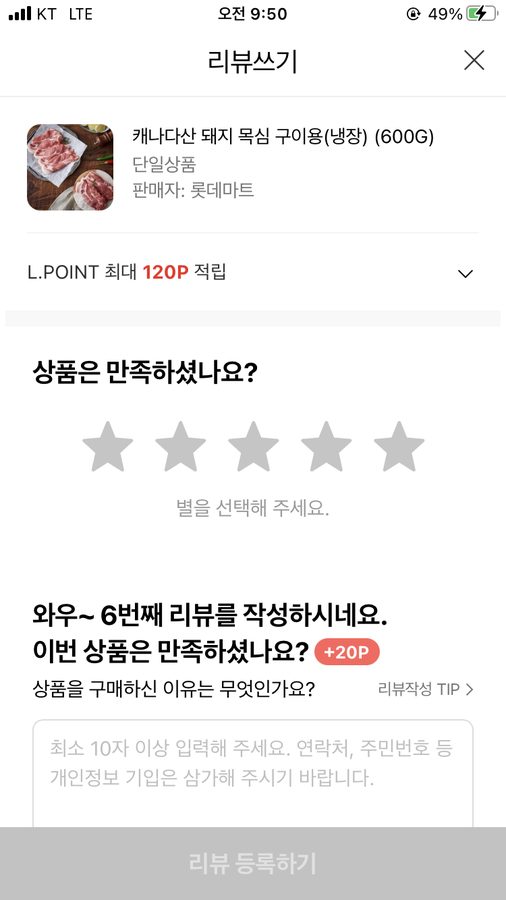 KT LTE 오전 9:50 49%
리뷰쓰기
캐나다산 돼지 목심 구이용(냉장) (600G)
단일상품
판매자: 롯데마트
L.POINT 최대 120P 적립
상품은 만족하셨나요?
별을 선택해 주세요.
와우~ 6번째 리뷰를 작성하시네요.
이번 상품은 만족하셨나요? +20P
상품을 구매하신 이유는 무엇인가요? 리뷰작성 TIP
최소 10자 이상 입력해 주세요. 연락처, 주민번호 등
개인정보 기입은 삼가해 주시기 바랍니다.
리뷰 등록하기